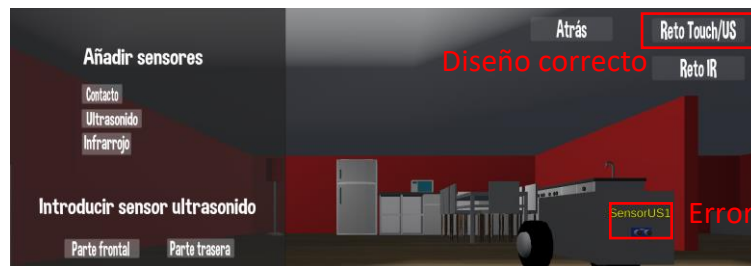 Atrás
Reto Touch/US
Añadir sensores
Diseño correcto
Reto IR
Contacto
Ultrasonido
Infrarrojo
Introducir sensor ultrasonido
SensorUS1
Error
Parte frontal
Parte trasera